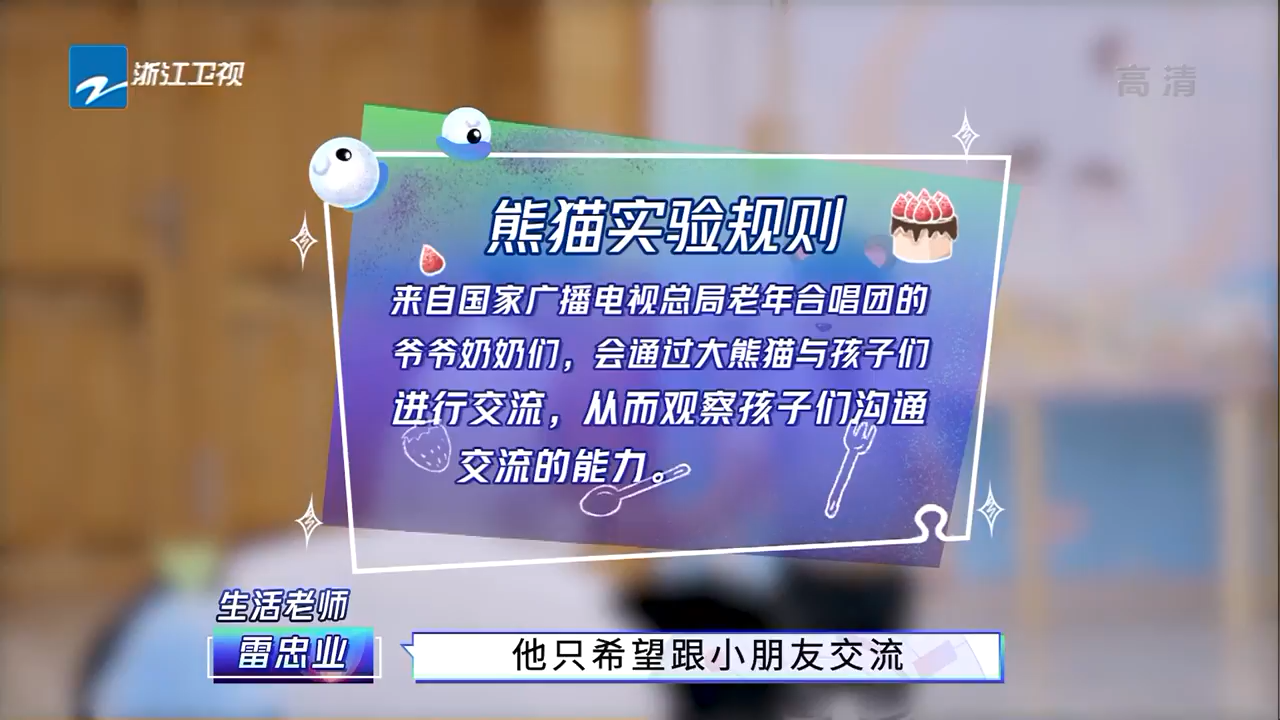 浙江卫视
高清
熊猫实验规则
来自国家广播电视总局老年合唱团的
爷爷奶奶们，会通过大熊猫与孩子们
进行交流，从而观察孩子们沟通
交流的能力。
生活老师
雷忠业
他只希望跟小朋友交流